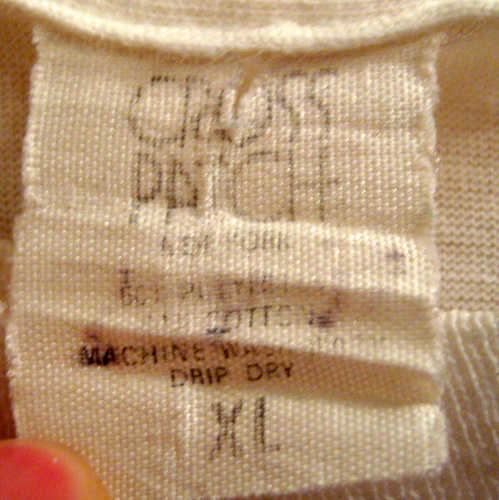 CROSS
PATCH
NEW YORK
COTTON
MACHINE WASH
DRIP DRY
XL